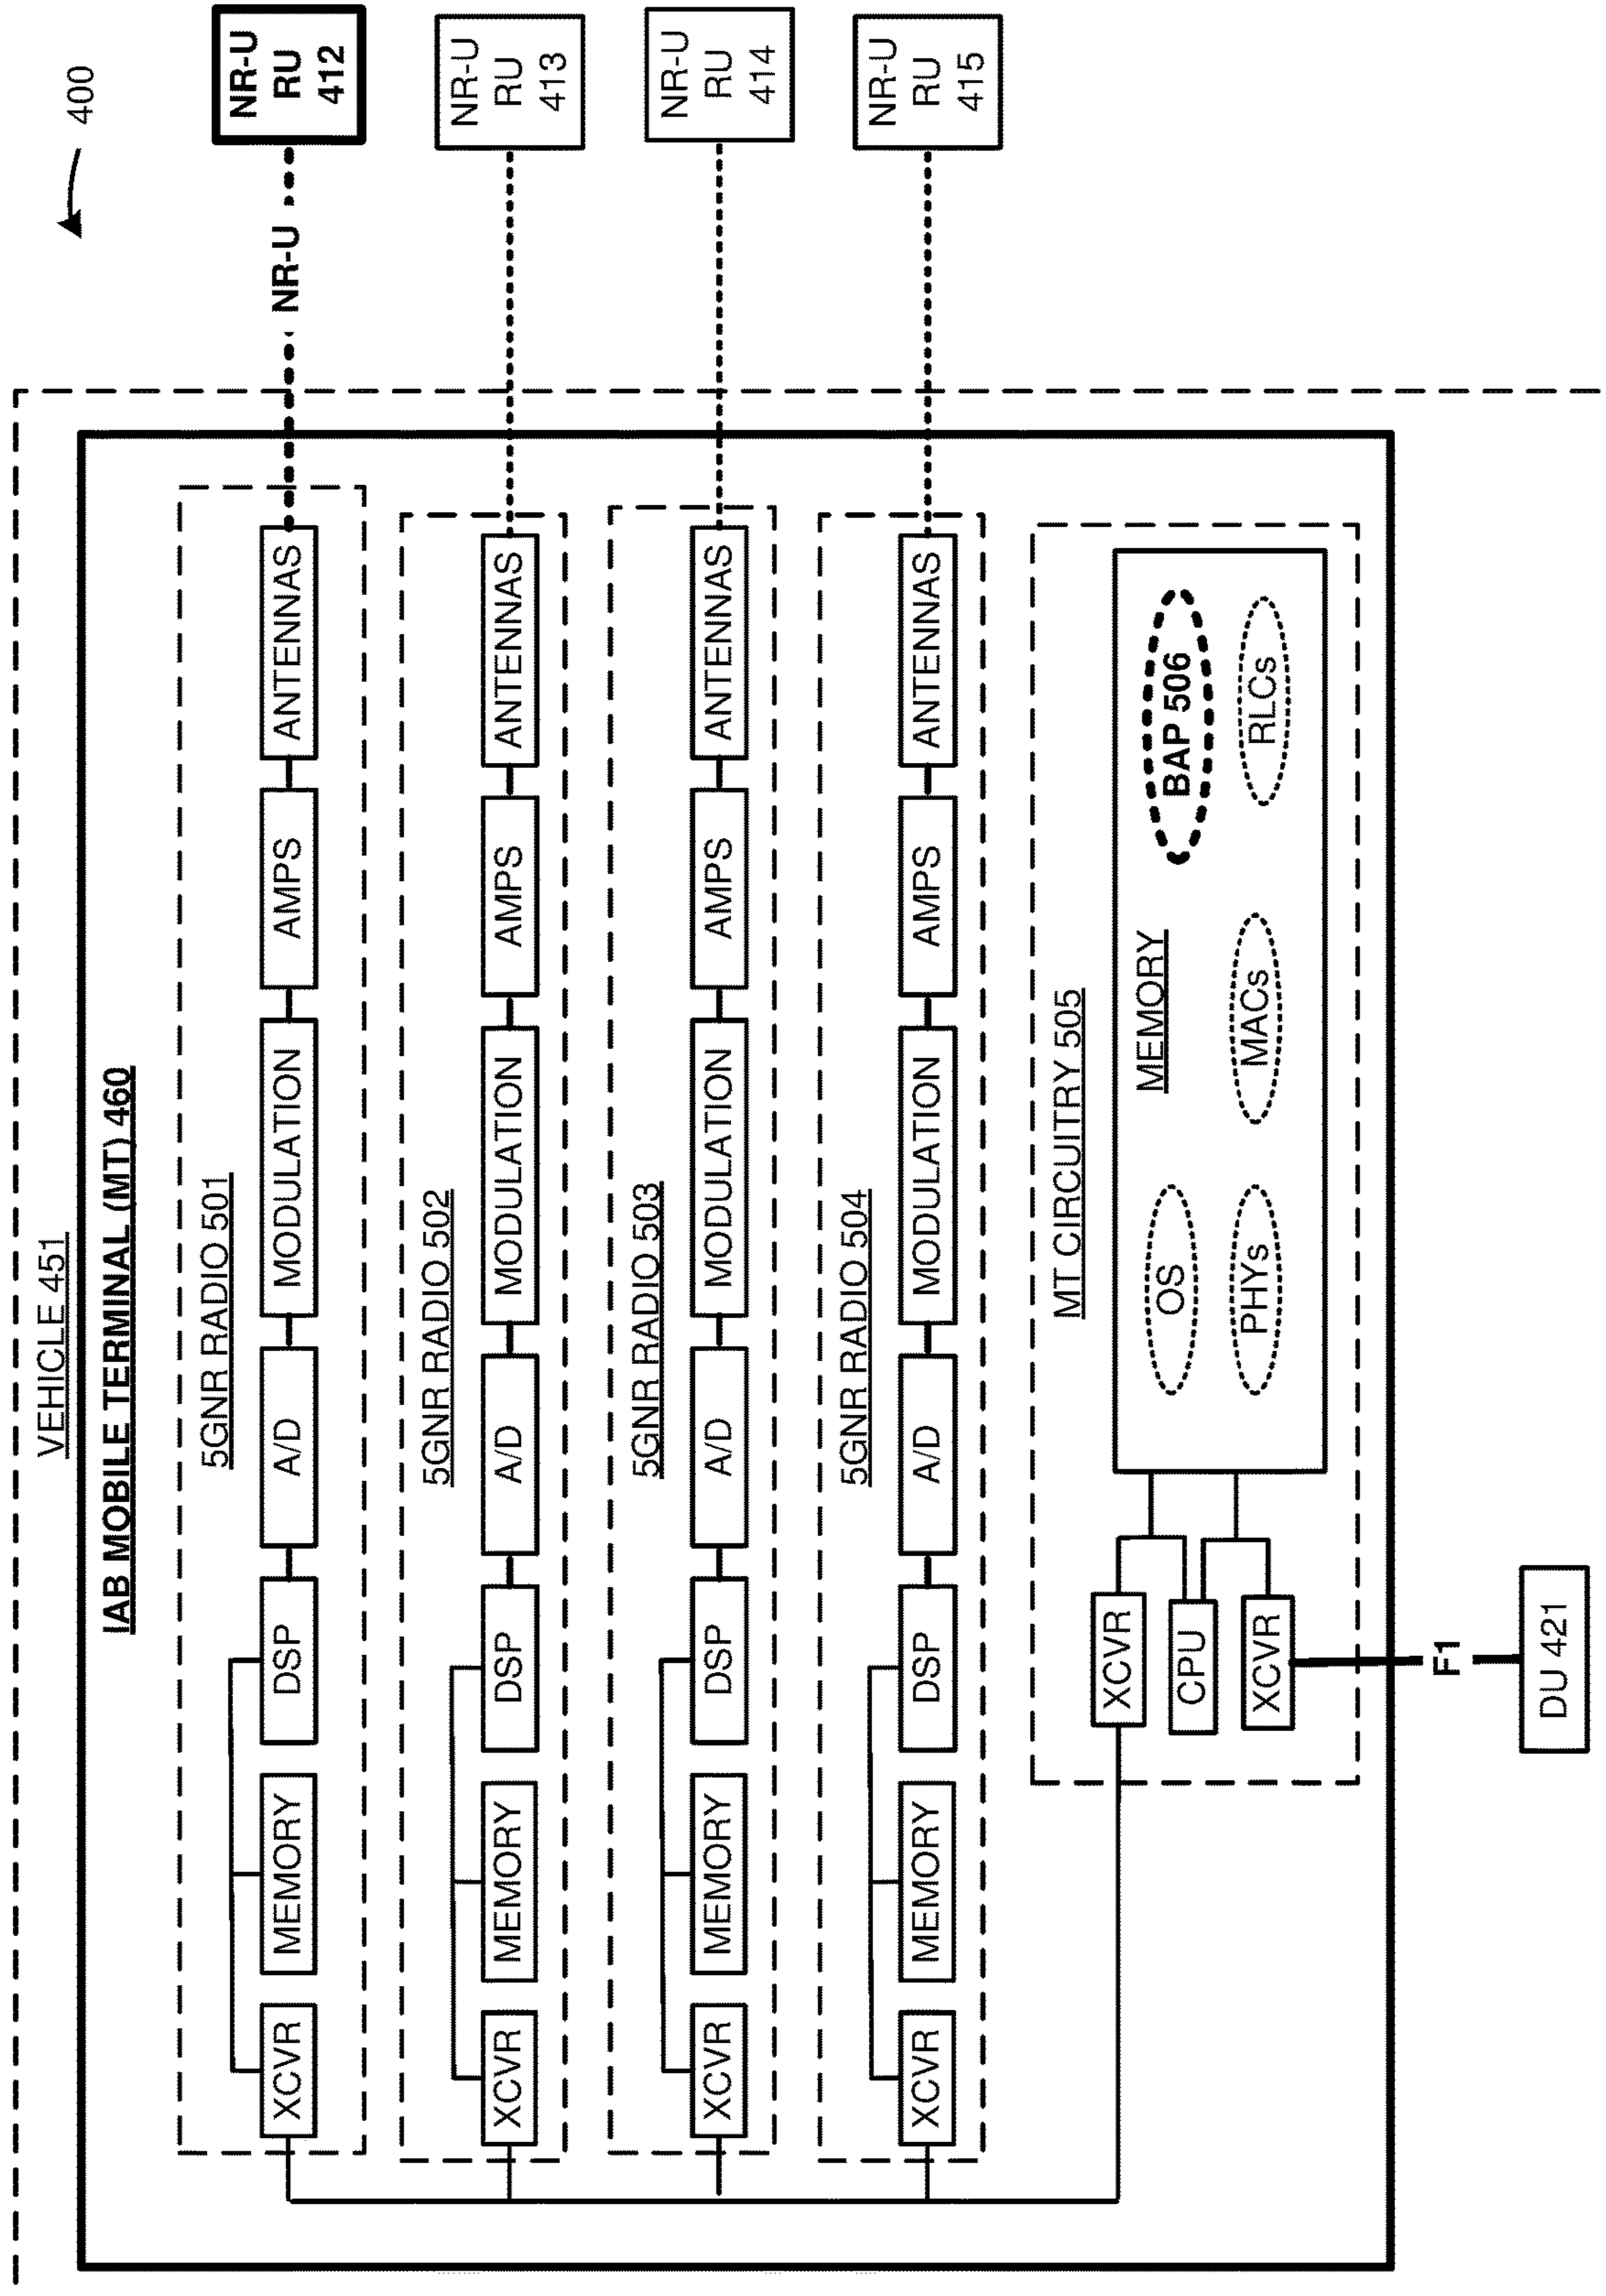 400
VEHICLE 451
IAB MOBILE TERMINAL (MT) 460
5GNR RADIO 501
XCVR
MEMORY
DSP
A/D
MODULATION
AMPS
ANTENNAS
NR-U
NR-U
RU
412
5GNR RADIO 502
XCVR
MEMORY
DSP
A/D
MODULATION
AMPS
ANTENNAS
NR-U
RU
413
5GNR RADIO 503
XCVR
MEMORY
DSP
A/D
MODULATION
AMPS
ANTENNAS
NR-U
RU
414
5GNR RADIO 504
XCVR
MEMORY
DSP
A/D
MODULATION
AMPS
ANTENNAS
NR-U
RU
415
MT CIRCUITRY 505
XCVR
CPU
XCVR
MEMORY
OS
BAP 506
PHYs
MACs
RLCs
F1
DU 421